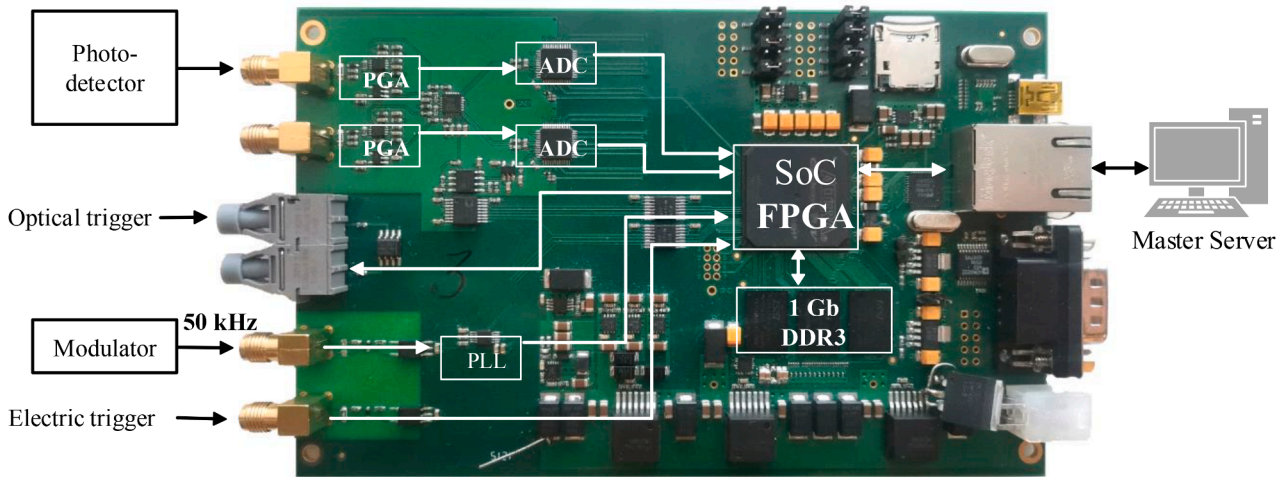 Photo-
detector
PGA
ADC
PGA
ADC
SoC
FPGA
Optical trigger
Master Server
50 kHz
Modulator
PLL
1 Gb
DDR3
Electric trigger